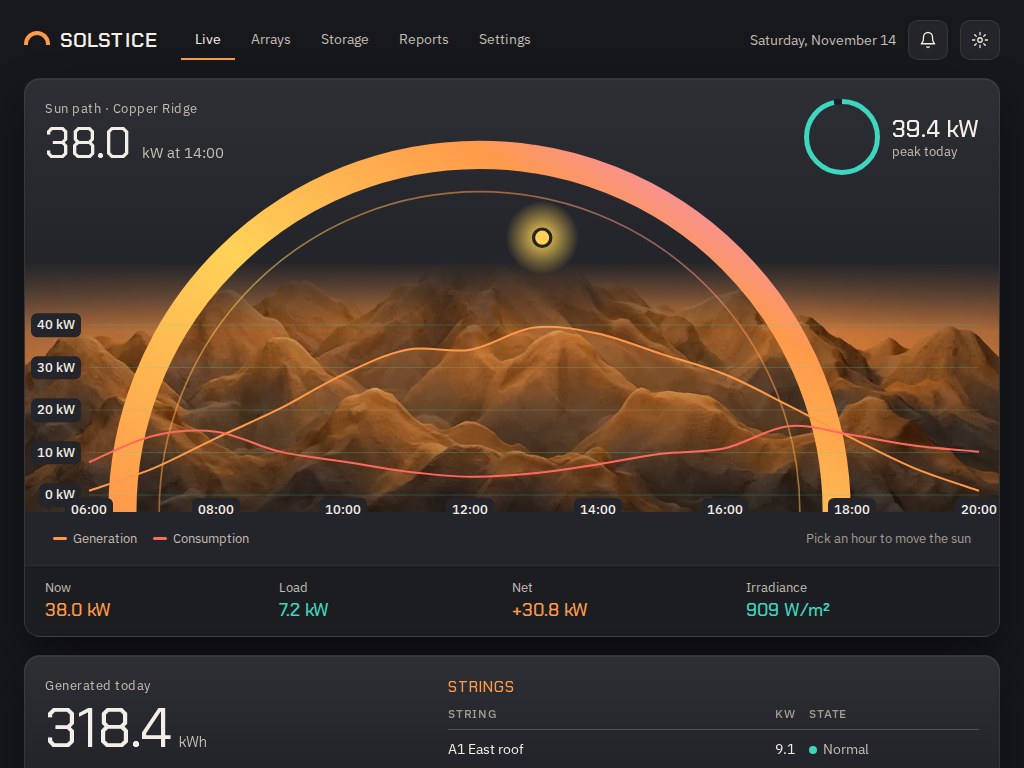 SOLSTICE
Live Arrays Storage Reports Settings
Saturday, November 14
Sun path · Copper Ridge
38.0 kW at 14:00
39.4 kW
peak today
40 kW
30 kW
20 kW
10 kW
0 kW
06:00 08:00 10:00 12:00 14:00 16:00 18:00 20:00
Generation Consumption
Pick an hour to move the sun
Now Load Net Irradiance
38.0 kW 7.2 kW +30.8 kW 909 W/m²
Generated today
318.4 kWh
STRINGS
STRING KW STATE
A1 East roof 9.1 Normal